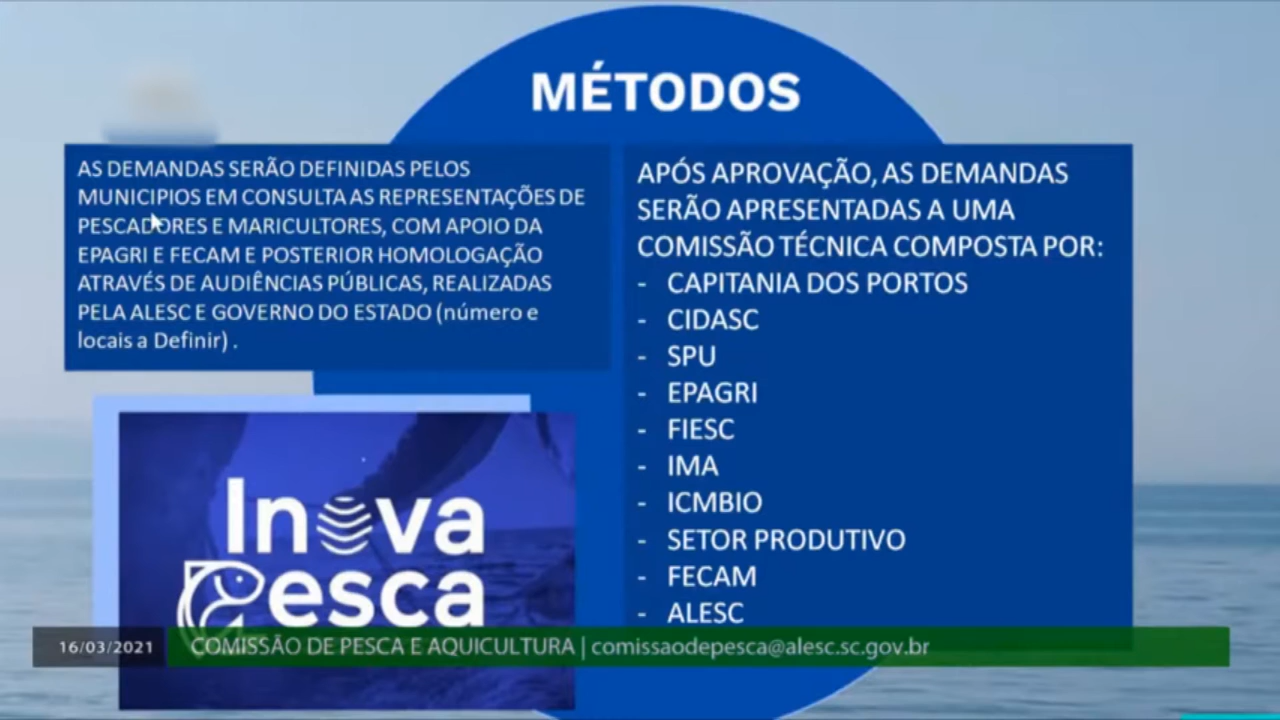 MÉTODOS
AS DEMANDAS SERÃO DEFINIDAS PELOS
MUNICIPIOS EM CONSULTA AS REPRESENTAÇÕES DE
PESCADORES E MARICULTORES, COM APOIO DA
EPAGRI E FECAM E POSTERIOR HOMOLOGAÇÃO
ATRAVÉS DE AUDIÊNCIAS PÚBLICAS, REALIZADAS
PELA ALESC E GOVERNO DO ESTADO (número e
locais a Definir) .
APÓS APROVAÇÃO, AS DEMANDAS
SERÃO APRESENTADAS A UMA
COMISSÃO TÉCNICA COMPOSTA POR:
- CAPITANIA DOS PORTOS
- CIDASC
- SPU
- EPAGRI
- FIESC
- IMA
- ICMBIO
- SETOR PRODUTIVO
- FECAM
- ALESC
Inova
Pesca
16/03/2021 COMISSÃO DE PESCA E AQUICULTURA | comissaodepesca@alesc.sc.gov.br